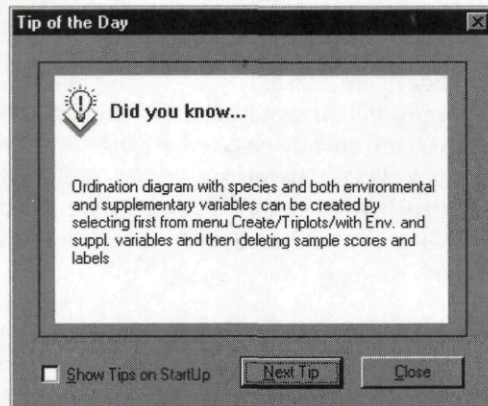 Tip of the Day
Did you know...
Ordination diagram with species and both environmental
and supplementary variables can be created by
selecting first from menu Create/Triplots/with Env. and
suppl. variables and then deleting sample scores and
labels
Show Tips on StartUp
Next Tip
Close